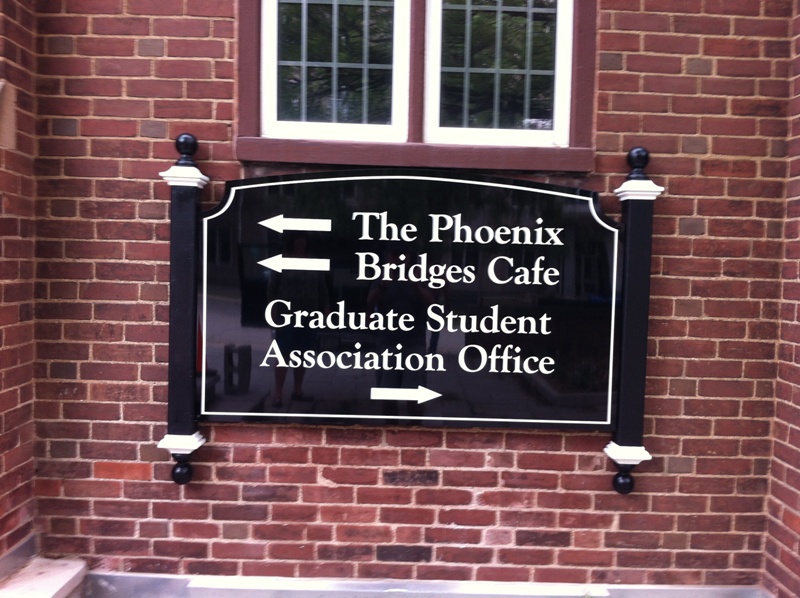 The Phoenix
Bridges Cafe
Graduate Student
Association Office